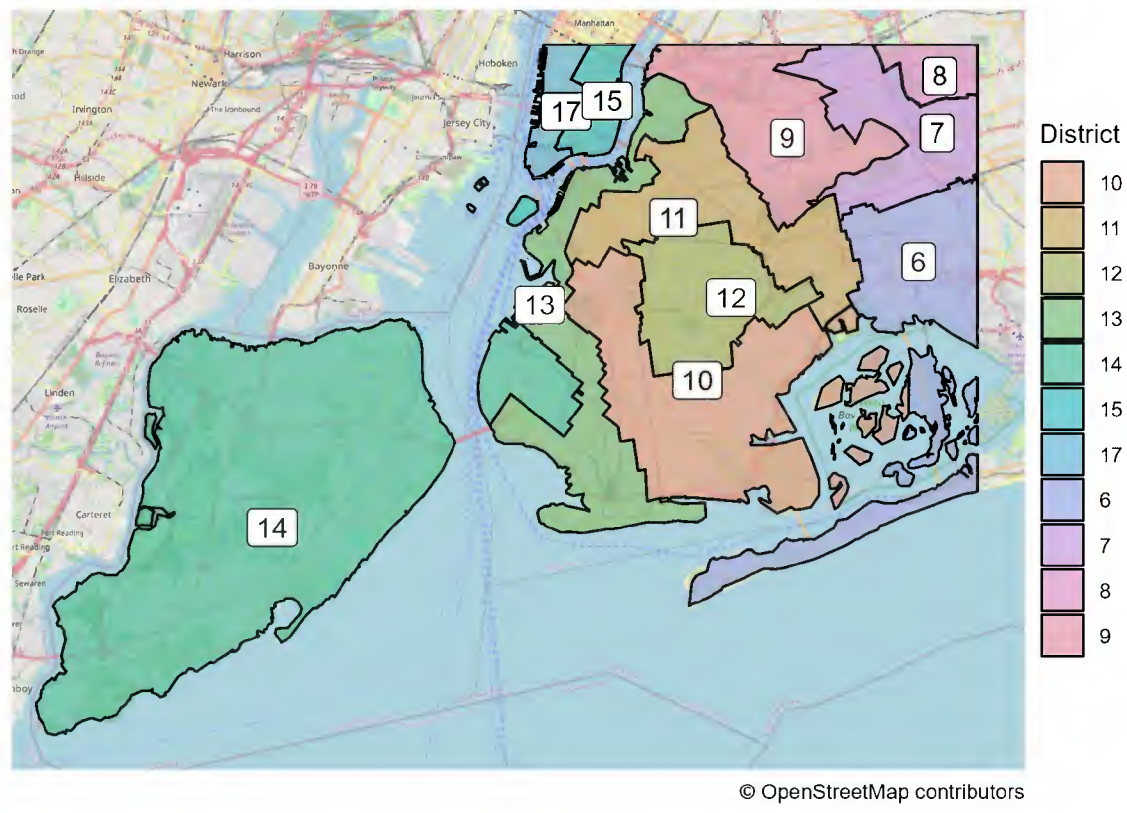 Manhattan
Harrison
Hoboken
Newark
The Ironbound
Irvington
Jersey City
Hillside
Bayonne
Elizabeth
Roselle
Linden
Carteret
Port Reading
Sewaren
8
15
17
7
9
11
6
12
13
10
14
District
10
11
12
13
14
15
17
6
7
8
9
© OpenStreetMap contributors